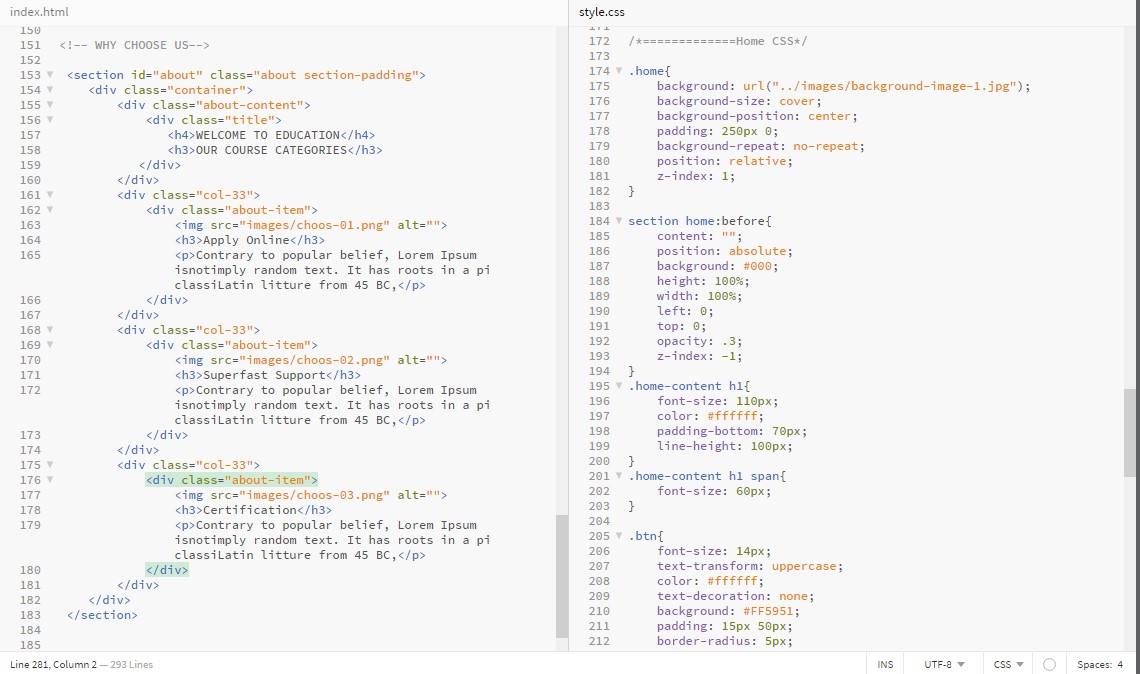 index.html
150
151 <!-- WHY CHOOSE US-->
152
153 <section id="about" class="about section-padding">
154 <div class="container">
155 <div class="about-content">
156 <div class="title">
157 <h4>WELCOME TO EDUCATION</h4>
158 <h3>OUR COURSE CATEGORIES</h3>
159 </div>
160 </div>
161 <div class="col-33">
162 <div class="about-item">
163 <img src="images/choos-01.png" alt="">
164 <h3>Apply Online</h3>
165 <p>Contrary to popular belief, Lorem Ipsum
isnotimply random text. It has roots in a pi
classiLatin litture from 45 BC,</p>
166 </div>
167 </div>
168 <div class="col-33">
169 <div class="about-item">
170 <img src="images/choos-02.png" alt="">
171 <h3>Superfast Support</h3>
172 <p>Contrary to popular belief, Lorem Ipsum
isnotimply random text. It has roots in a pi
classiLatin litture from 45 BC,</p>
173 </div>
174 </div>
175 <div class="col-33">
176 <div class="about-item">
177 <img src="images/choos-03.png" alt="">
178 <h3>Certification</h3>
179 <p>Contrary to popular belief, Lorem Ipsum
isnotimply random text. It has roots in a pi
classiLatin litture from 45 BC,</p>
180 </div>
181 </div>
182 </div>
183 </section>
184
185
style.css
171
172 /*=============Home CSS*/
173
174 .home{
175 background: url("../images/background-image-1.jpg");
176 background-size: cover;
177 background-position: center;
178 padding: 250px 0;
179 background-repeat: no-repeat;
180 position: relative;
181 z-index: 1;
182 }
183
184 section home:before{
185 content: "";
186 position: absolute;
187 background: #000;
188 height: 100%;
189 width: 100%;
190 left: 0;
191 top: 0;
192 opacity: .3;
193 z-index: -1;
194 }
195 .home-content h1{
196 font-size: 110px;
197 color: #ffffff;
198 padding-bottom: 70px;
199 line-height: 100px;
200 }
201 .home-content h1 span{
202 font-size: 60px;
203 }
204
205 .btn{
206 font-size: 14px;
207 text-transform: uppercase;
208 color: #ffffff;
209 text-decoration: none;
210 background: #FF5951;
211 padding: 15px 50px;
212 border-radius: 5px;
Line 281, Column 2 — 293 Lines
INS UTF-8 CSS Spaces: 4